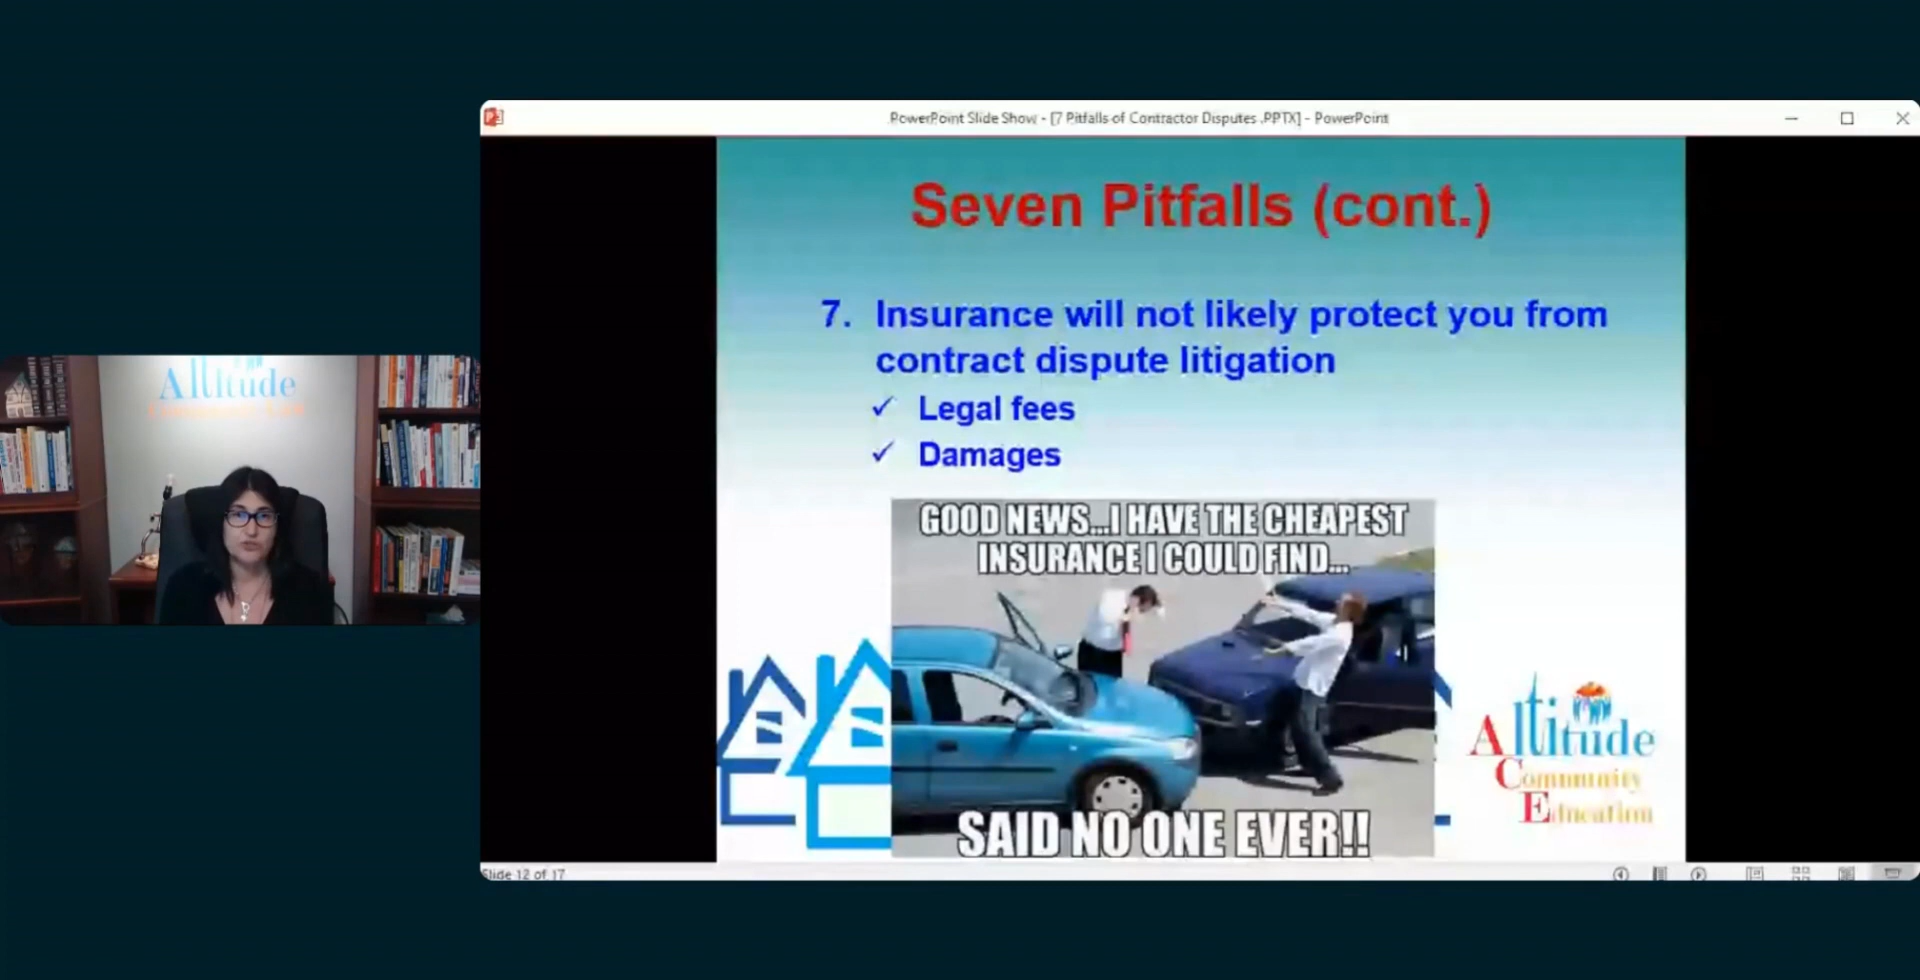 Altitude
PowerPoint Slide Show - [7 Pitfalls of Contractor Disputes .PPTX] - PowerPoint
Seven Pitfalls (cont.)
7. Insurance will not likely protect you from
contract dispute litigation
✓ Legal fees
✓ Damages
GOOD NEWS...I HAVE THE CHEAPEST
INSURANCE I COULD FIND...
SAID NO ONE EVER!!
Altitude
Community
Education
Slide 12 of 17